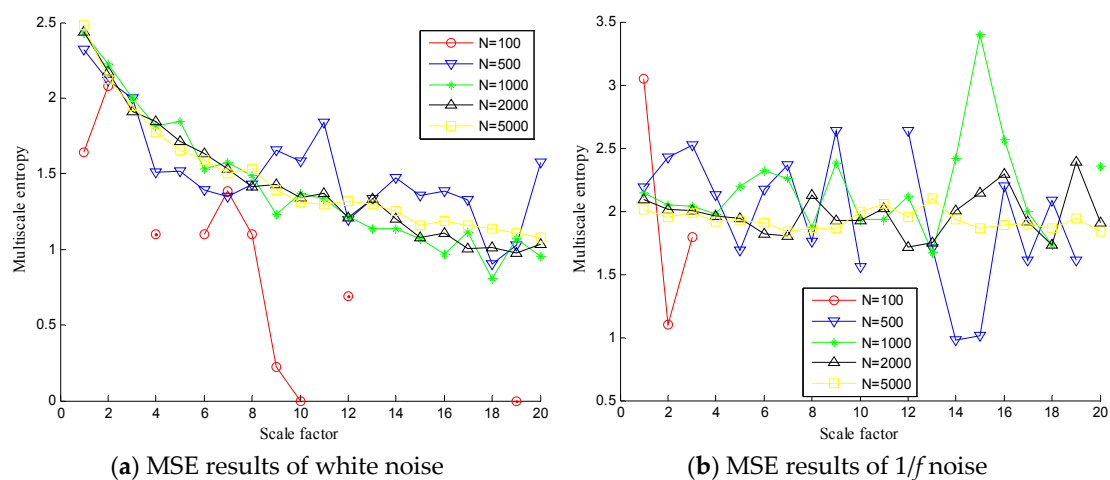 2.5
2
1.5
1
0.5
0
Multiscale entropy
N=100
N=500
N=1000
N=2000
N=5000
0 2 4 6 8 10 12 14 16 18 20
Scale factor
(a) MSE results of white noise
3.5
3
2.5
2
1.5
1
0.5
Multiscale entropy
N=100
N=500
N=1000
N=2000
N=5000
0 2 4 6 8 10 12 14 16 18 20
Scale factor
(b) MSE results of 1/f noise